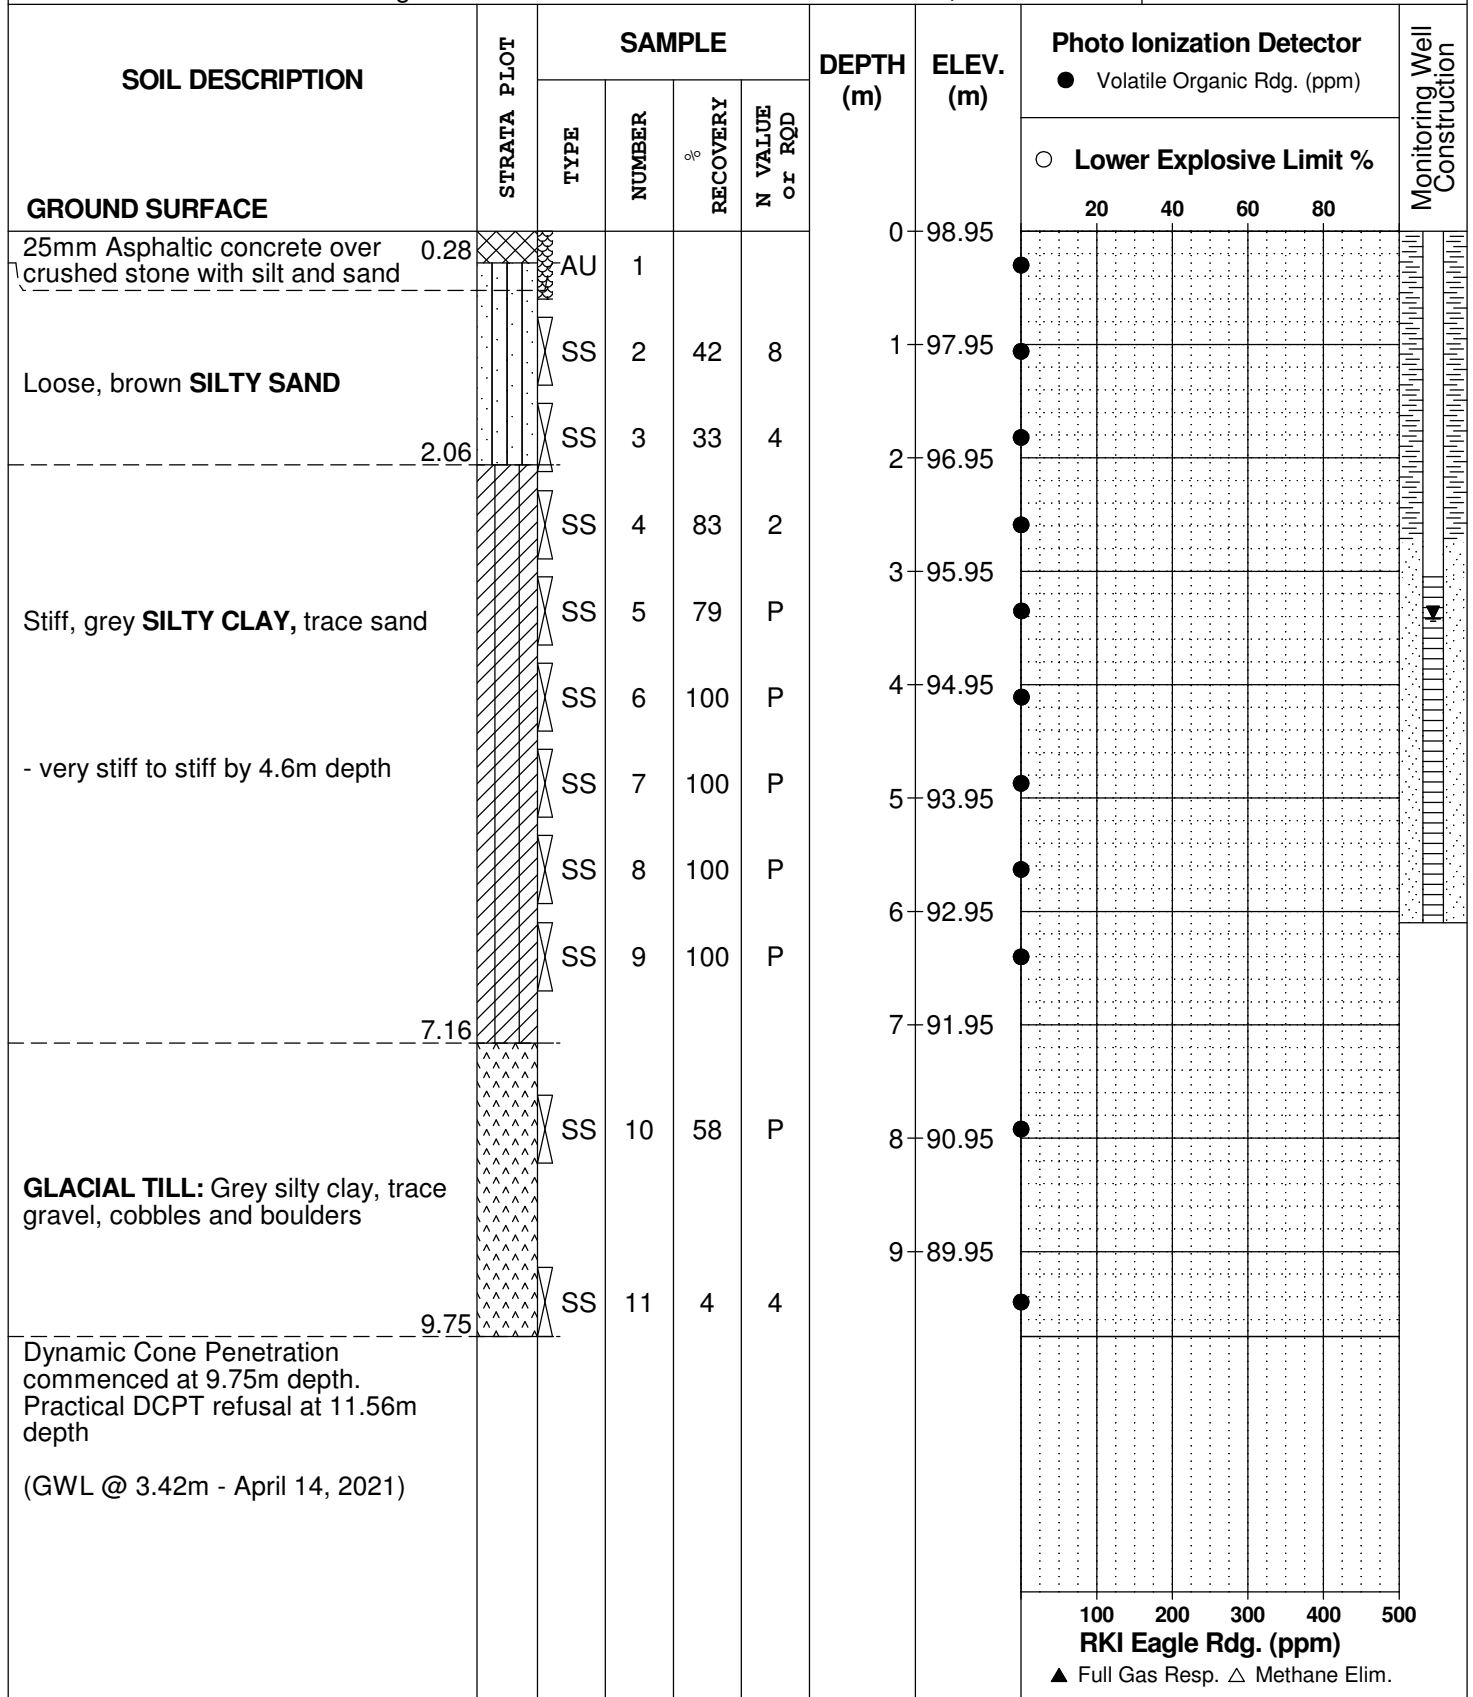 SOIL DESCRIPTION
GROUND SURFACE
STRATA PLOT
SAMPLE
TYPE
NUMBER
% RECOVERY
N VALUE or RQD
DEPTH (m)
ELEV. (m)
Photo Ionization Detector
● Volatile Organic Rdg. (ppm)
○ Lower Explosive Limit %
20 40 60 80
Monitoring Well Construction
25mm Asphaltic concrete over 0.28
crushed stone with silt and sand
AU 1
0 98.95
SS 2 42 8
1 97.95
Loose, brown SILTY SAND
SS 3 33 4
2.06
2 96.95
SS 4 83 2
3 95.95
Stiff, grey SILTY CLAY, trace sand
SS 5 79 P
SS 6 100 P
4 94.95
- very stiff to stiff by 4.6m depth
SS 7 100 P
5 93.95
SS 8 100 P
6 92.95
SS 9 100 P
7.16
7 91.95
SS 10 58 P
8 90.95
GLACIAL TILL: Grey silty clay, trace
gravel, cobbles and boulders
9 89.95
SS 11 4 4
9.75
Dynamic Cone Penetration
commenced at 9.75m depth.
Practical DCPT refusal at 11.56m
depth
(GWL @ 3.42m - April 14, 2021)
100 200 300 400 500
RKI Eagle Rdg. (ppm)
▲ Full Gas Resp. △ Methane Elim.